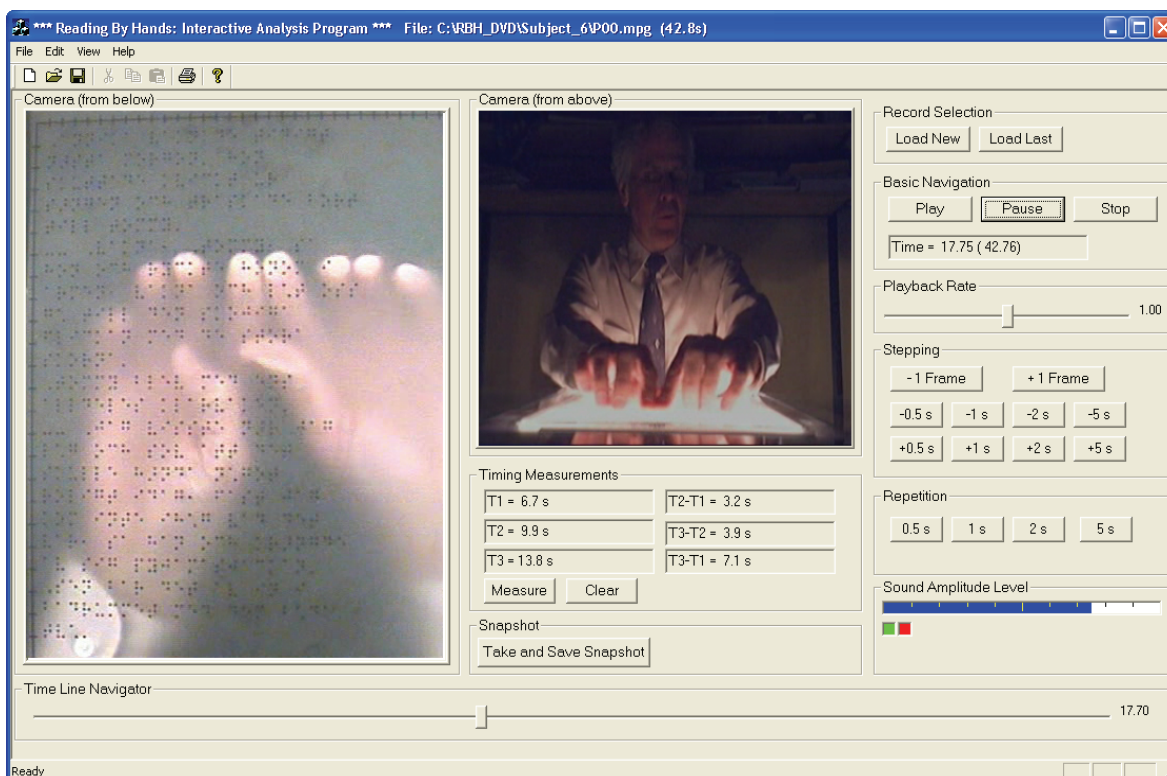 *** Reading By Hands: Interactive Analysis Program *** File: C:\RBH_DVD\Subject_6\P00.mpg (42.8s)
File Edit View Help
Camera (from below)
Camera (from above)
Record Selection
Load New Load Last
Basic Navigation
Play Pause Stop
Time = 17.75 ( 42.76)
Playback Rate
1.00
Stepping
- 1 Frame + 1 Frame
-0.5 s -1 s -2 s -5 s
+0.5 s +1 s +2 s +5 s
Timing Measurements
T1 = 6.7 s T2-T1 = 3.2 s
T2 = 9.9 s T3-T2 = 3.9 s
T3 = 13.8 s T3-T1 = 7.1 s
Measure Clear
Repetition
0.5 s 1 s 2 s 5 s
Sound Amplitude Level
Snapshot
Take and Save Snapshot
Time Line Navigator
17.70
Ready